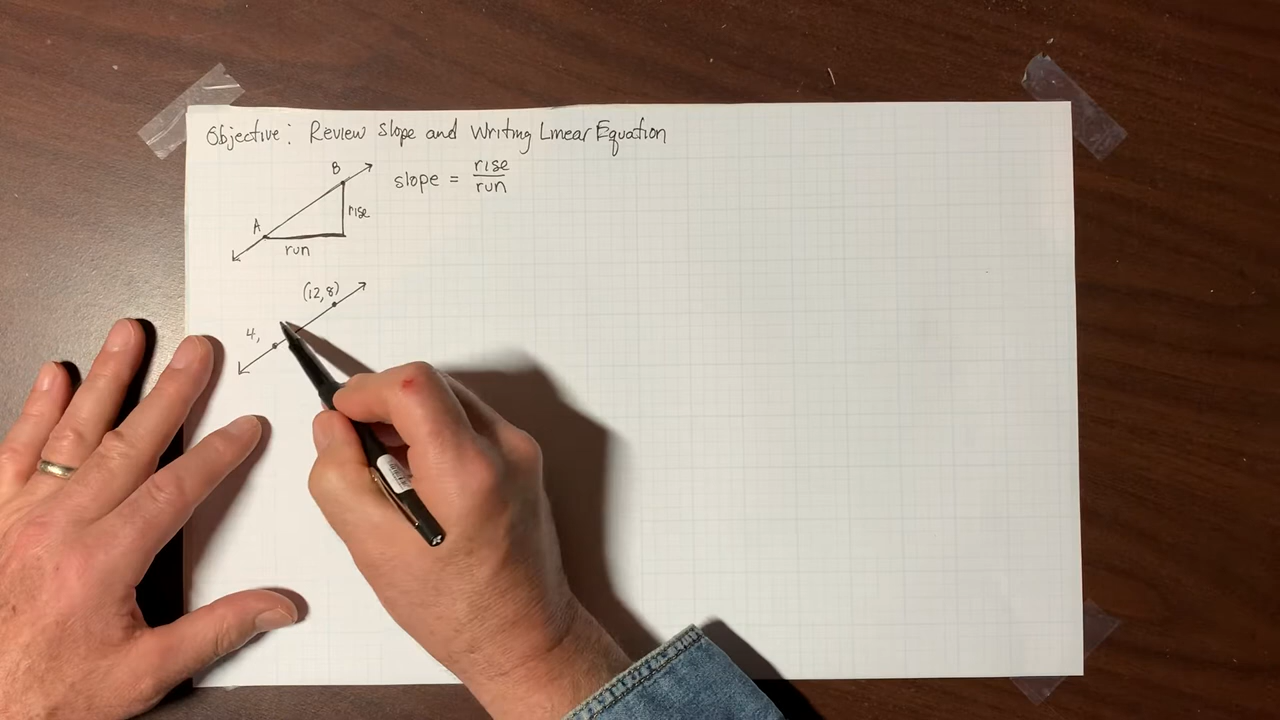 Objective: Review Slope and Writing Linear Equation
B
slope = rise
run
A
rise
run
(12,8)
4,